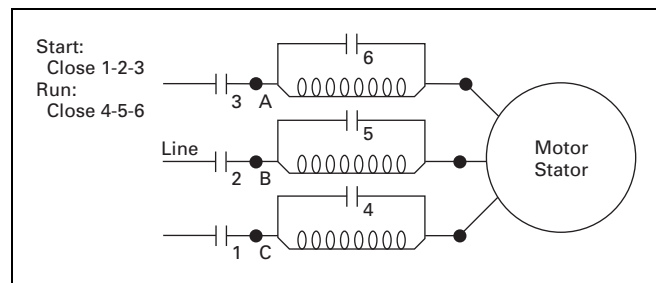 Start:
Close 1-2-3
Run:
Close 4-5-6
6
3 A
5
Line
2 B
4
1 C
Motor
Stator